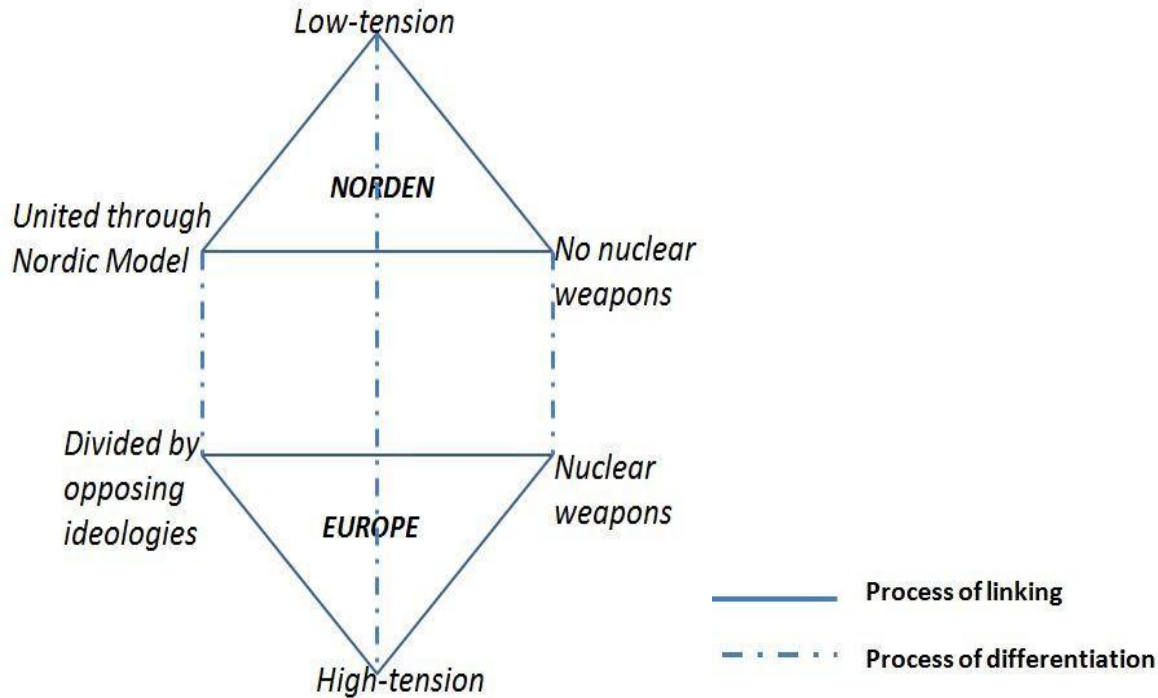 Low-tension
NORDEN
United through
Nordic Model
No nuclear
weapons
Divided by
opposing
ideologies
Nuclear
weapons
EUROPE
High-tension
Process of linking
Process of differentiation